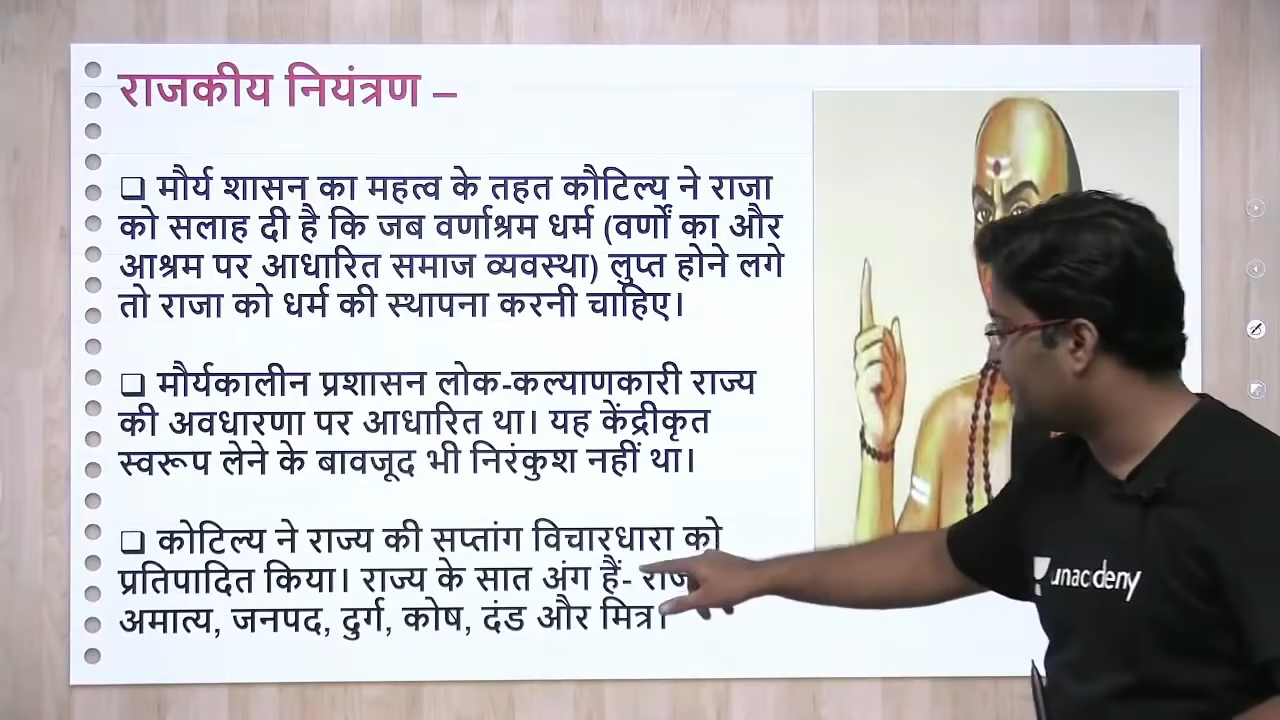 राजकीय नियंत्रण –
❑ मौर्य शासन का महत्व के तहत कौटिल्य ने राजा
को सलाह दी है कि जब वर्णाश्रम धर्म (वर्णों का और
आश्रम पर आधारित समाज व्यवस्था) लुप्त होने लगे
तो राजा को धर्म की स्थापना करनी चाहिए।
❑ मौर्यकालीन प्रशासन लोक-कल्याणकारी राज्य
की अवधारणा पर आधारित था। यह केंद्रीकृत
स्वरूप लेने के बावजूद भी निरंकुश नहीं था।
❑ कोटिल्य ने राज्य की सप्तांग विचारधारा को
प्रतिपादित किया। राज्य के सात अंग हैं-
अमात्य, जनपद, दुर्ग, कोष, दंड और मित्र।
unacademy